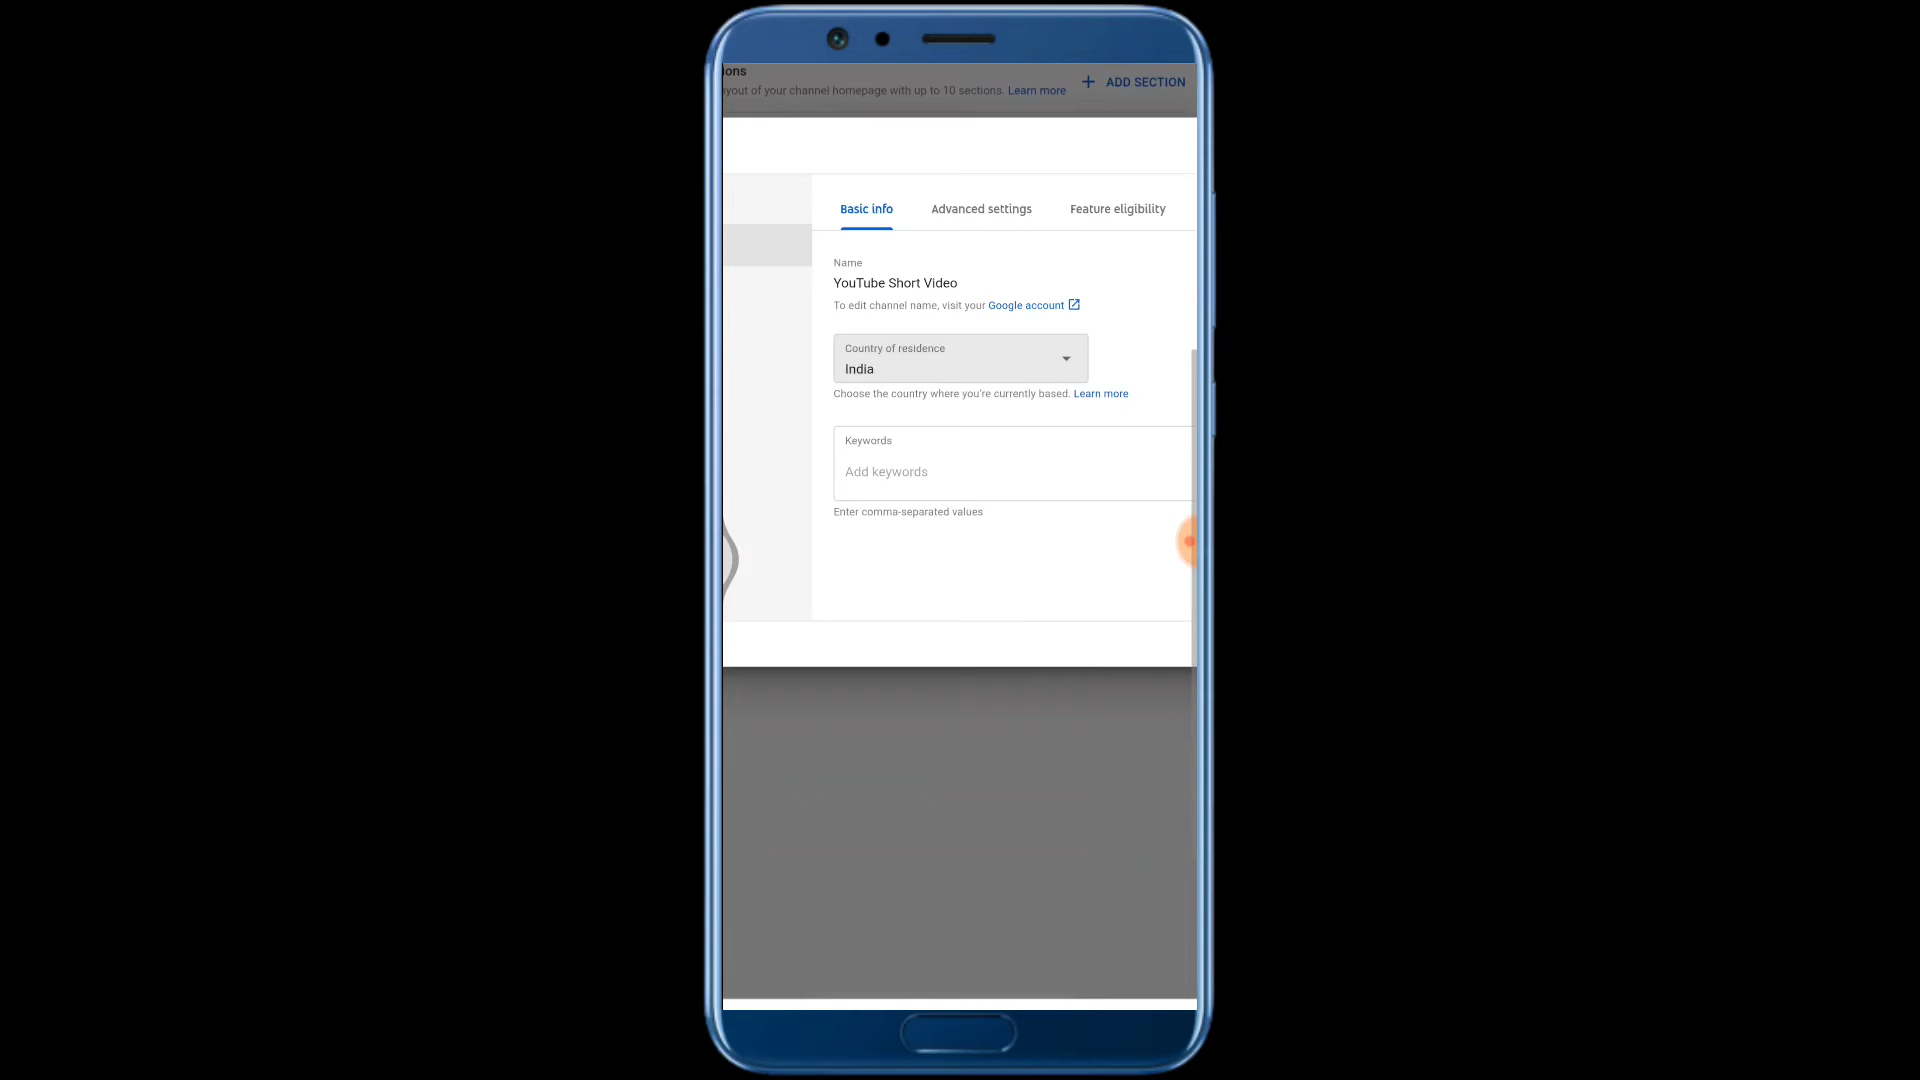 ions
yout of your channel homepage with up to 10 sections. Learn more
ADD SECTION
Basic info
Advanced settings
Feature eligibility
Name
YouTube Short Video
To edit channel name, visit your Google account
Country of residence
India
Choose the country where you're currently based. Learn more
Keywords
Add keywords
Enter comma-separated values